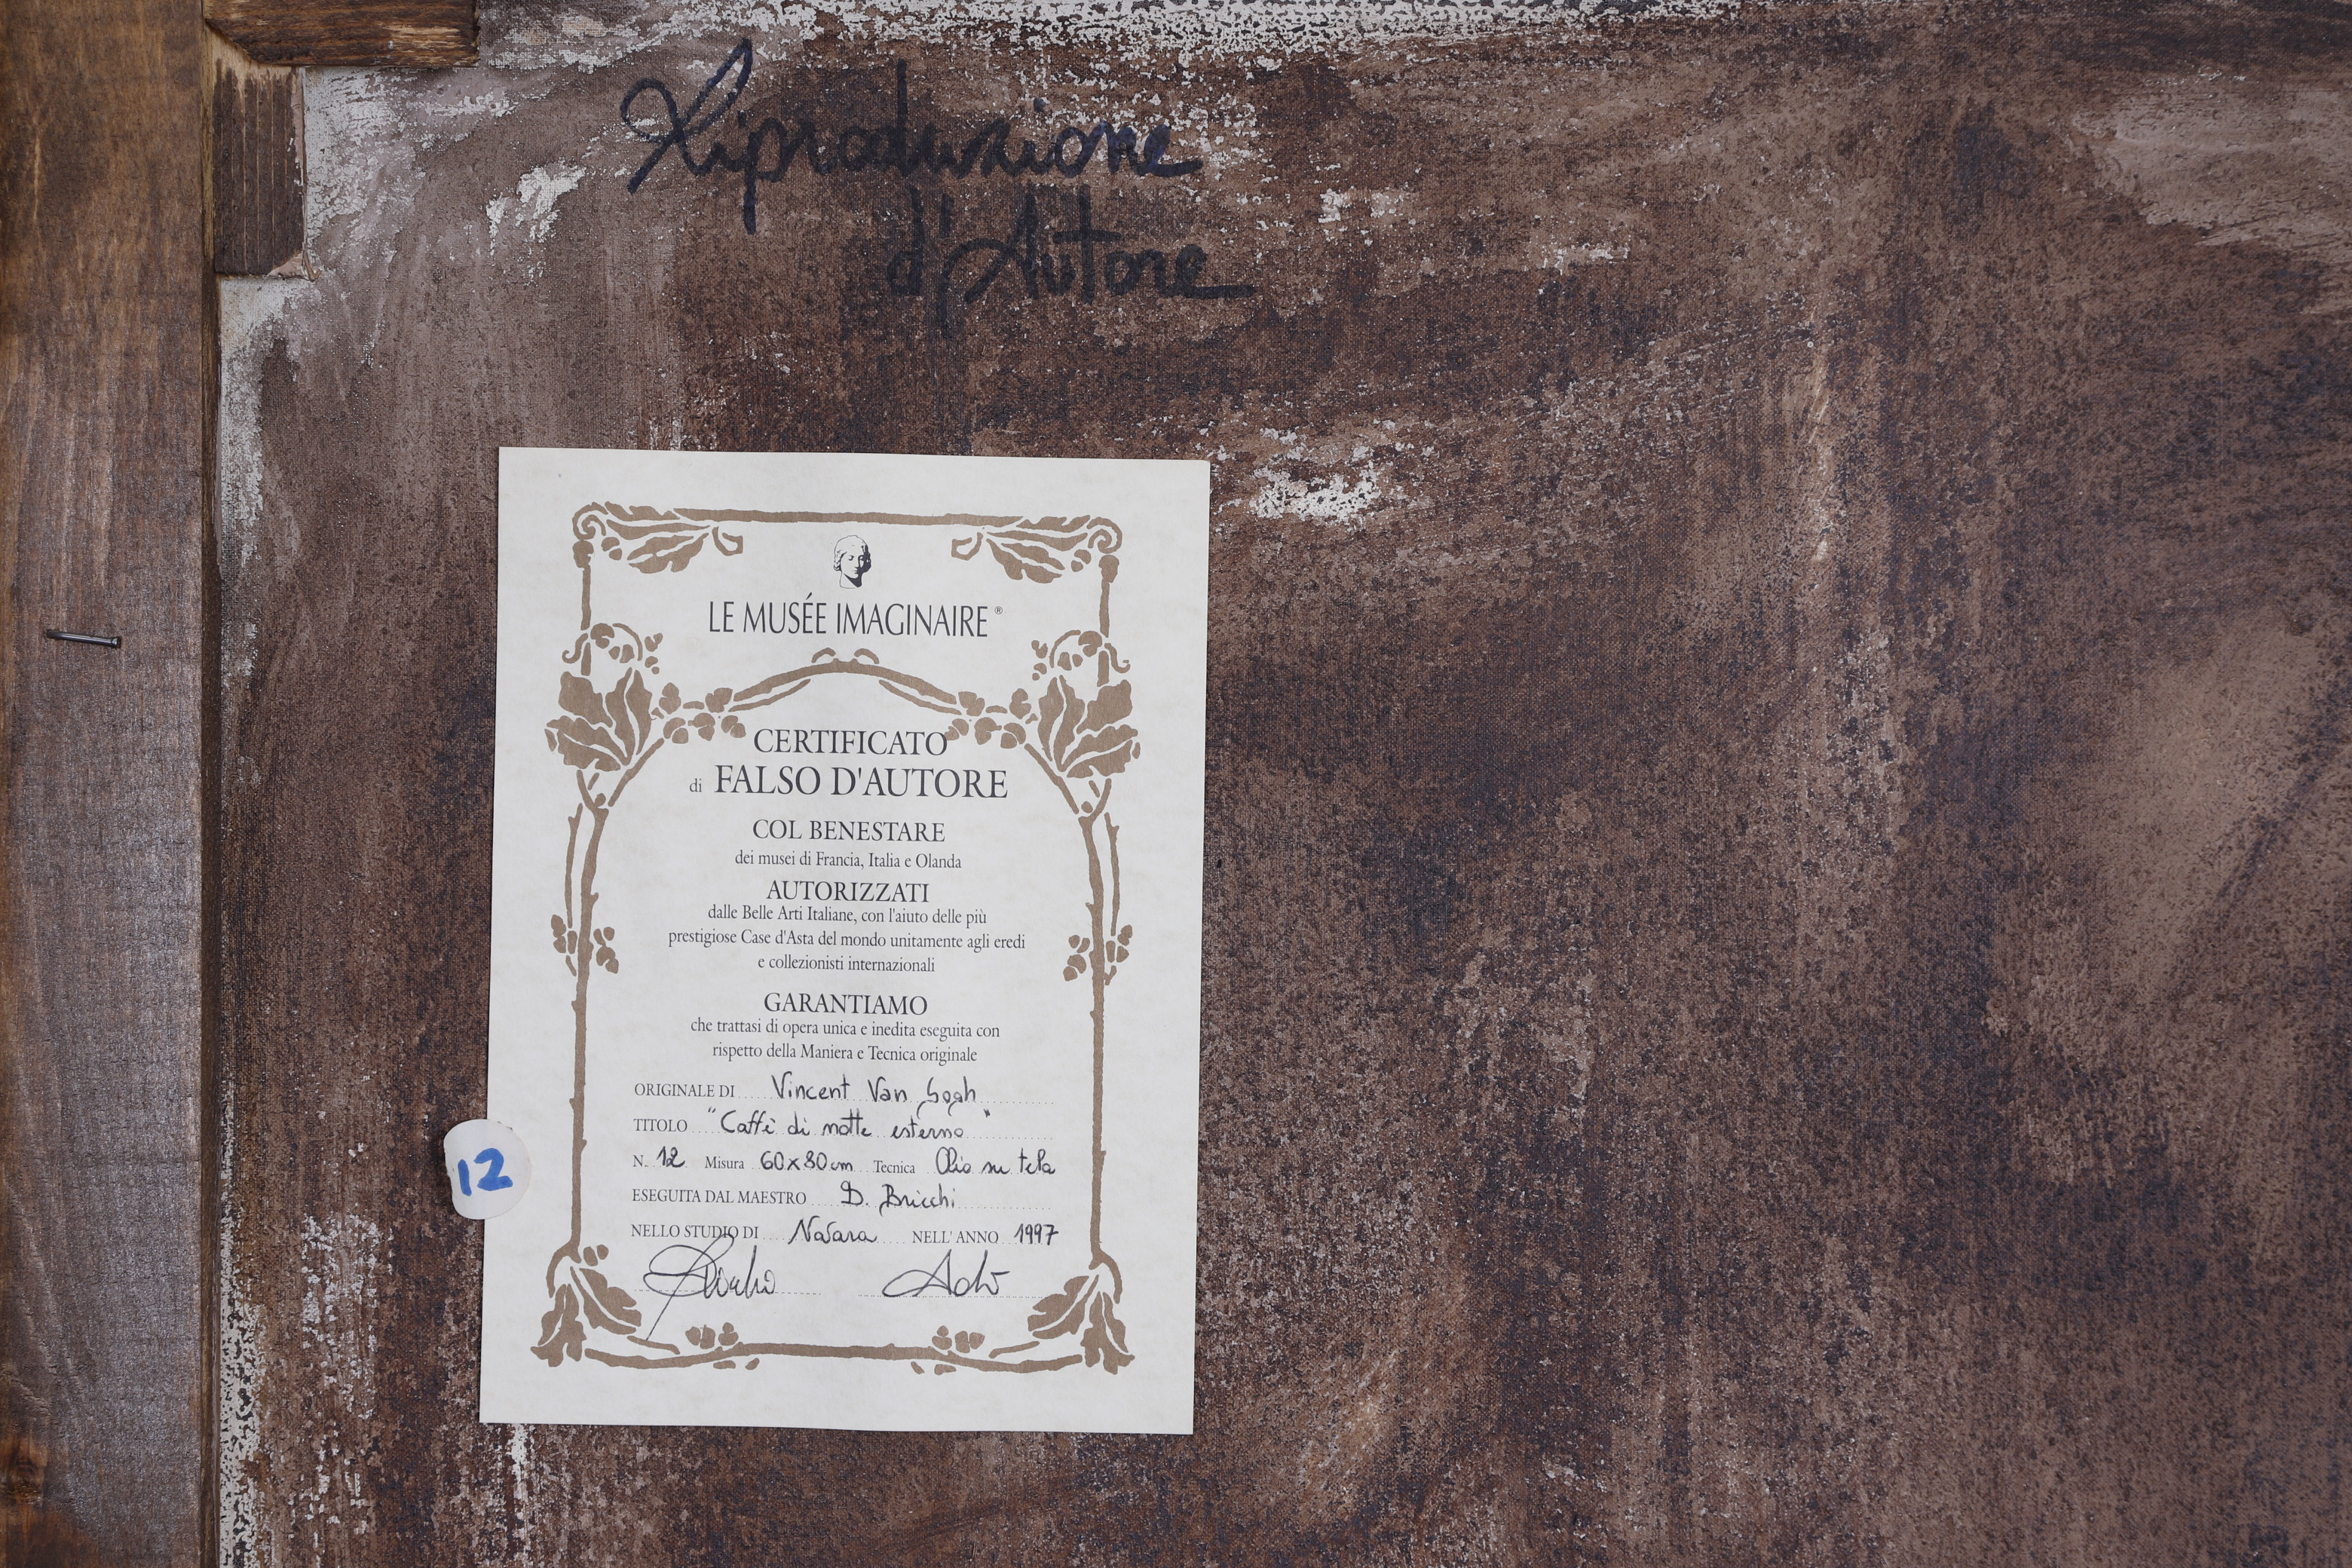 Riproduzione
d'Autore
LE MUSÉE IMAGINAIRE®
CERTIFICATO
di FALSO D'AUTORE
COL BENESTARE
dei musei di Francia, Italia e Olanda
AUTORIZZATI
dalle Belle Arti Italiane, con l'aiuto delle più
prestigiose Case d'Asta del mondo unitamente agli eredi
e collezionisti internazionali
GARANTIAMO
che trattasi di opera unica e inedita eseguita con
rispetto della Maniera e Tecnica originale
ORIGINALE DI Vincent Van Gogh
TITOLO "Caffè di notte esterno"
N. 12 Misura 60x80cm Tecnica Olio su tela
ESEGUITA DAL MAESTRO D. Bricchi
NELLO STUDIO DI Novara NELL'ANNO 1997
12